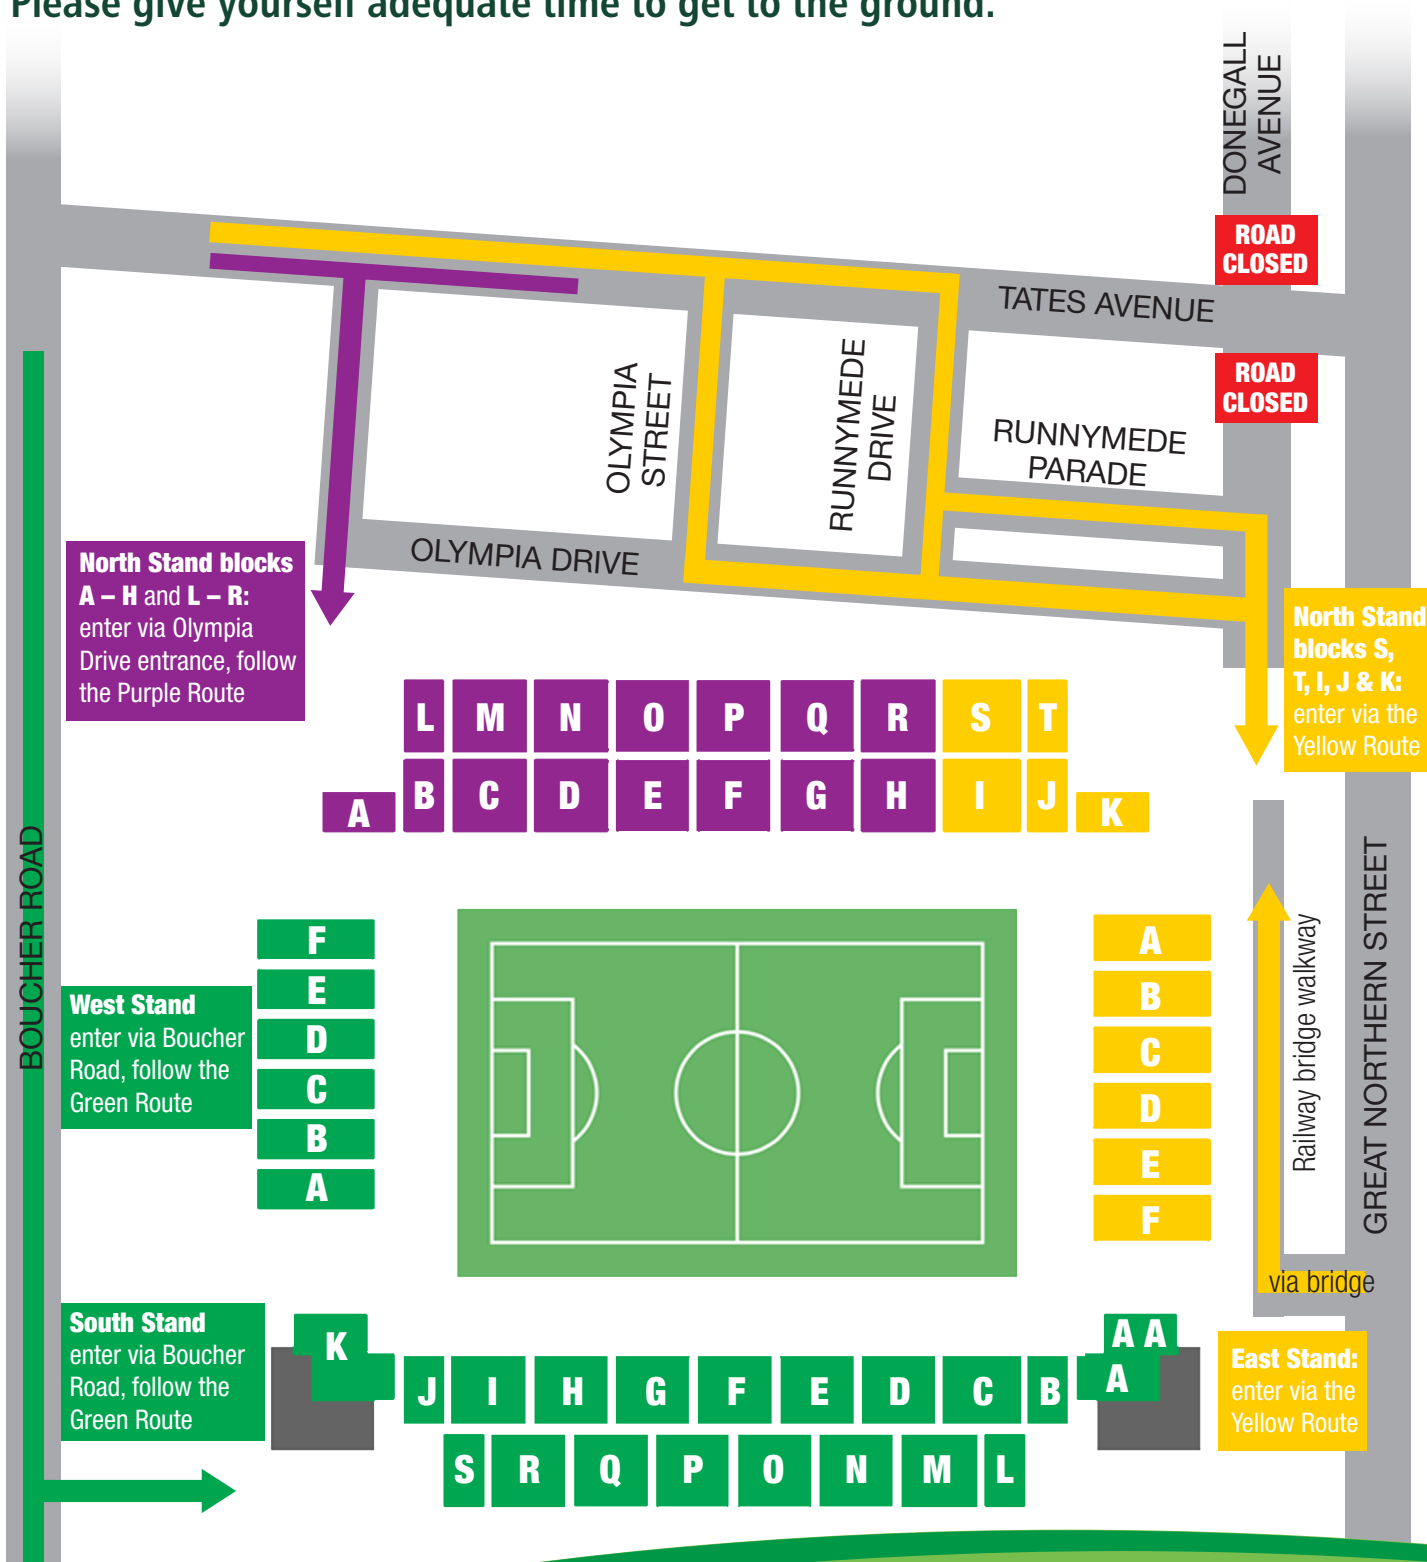 Please give yourself adequate time to get to the ground.
DONEGALL
AVENUE
ROAD
CLOSED
TATES AVENUE
ROAD
CLOSED
OLYMPIA
STREET
RUNNYMEDE
DRIVE
RUNNYMEDE
PARADE
OLYMPIA DRIVE
North Stand blocks
A – H and L – R:
enter via Olympia
Drive entrance, follow
the Purple Route
North Stand
blocks S,
T, I, J & K:
enter via the
Yellow Route
L M N O P Q R S T
A B C D E F G H I J K
BOUCHER ROAD
F
E
D
C
B
A
West Stand
enter via Boucher
Road, follow the
Green Route
A
B
C
D
E
F
Railway bridge walkway
GREAT NORTHERN STREET
via bridge
South Stand
enter via Boucher
Road, follow the
Green Route
K
A A
J I H G F E D C B A
S R Q P O N M L
East Stand:
enter via the
Yellow Route